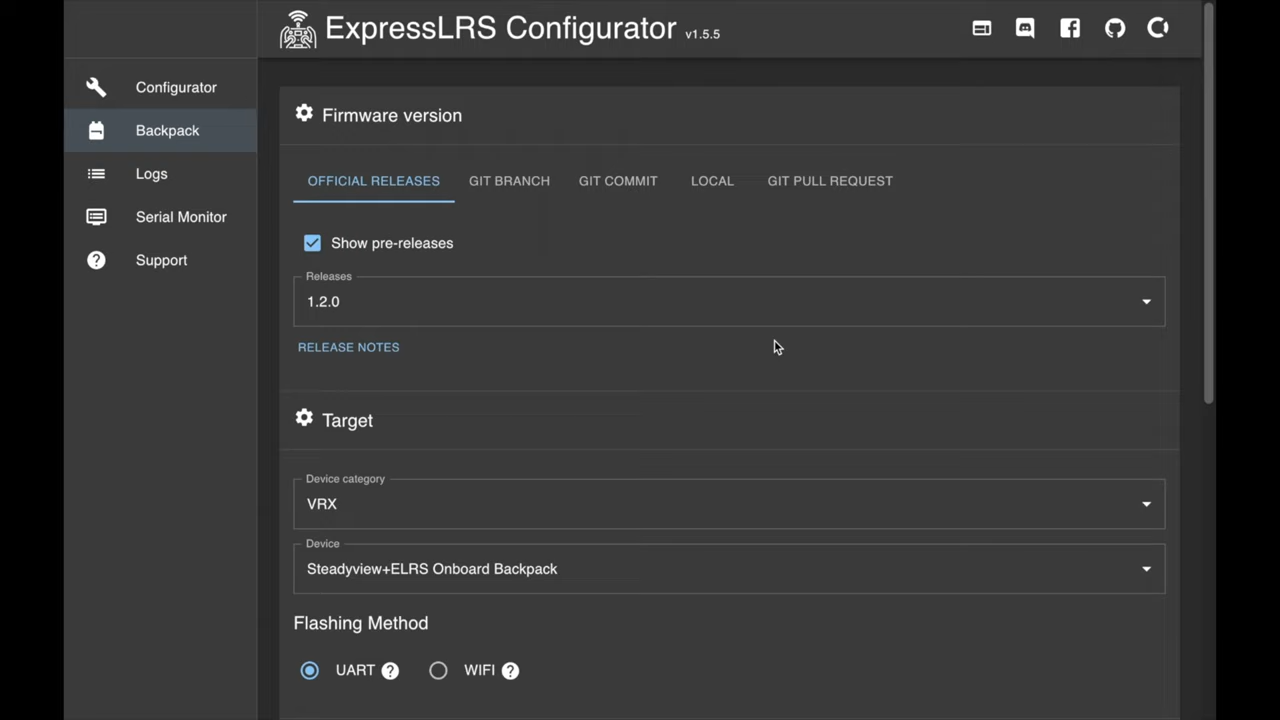 ExpressLRS Configurator v1.5.5
Configurator
Backpack
Logs
Serial Monitor
Support
Firmware version
OFFICIAL RELEASES GIT BRANCH GIT COMMIT LOCAL GIT PULL REQUEST
Show pre-releases
Releases
1.2.0
RELEASE NOTES
Target
Device category
VRX
Device
Steadyview+ELRS Onboard Backpack
Flashing Method
UART ? WIFI ?